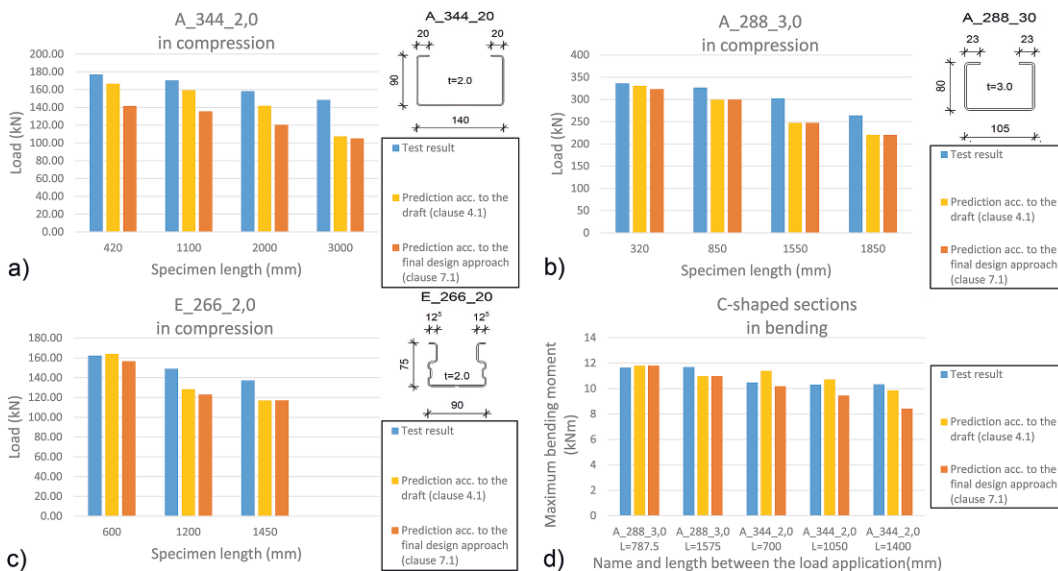 A_344_2,0
in compression
Load (kN)
200.00
180.00
160.00
140.00
120.00
100.00
80.00
60.00
40.00
20.00
0.00
420 1100 2000 3000
Specimen length (mm)
a)
A_344_20
20 20
90
t=2.0
140
Test result
Prediction acc. to the
draft (clause 4.1)
Prediction acc. to the
final design approach
(clause 7.1)
A_288_3,0
in compression
Load (kN)
400
350
300
250
200
150
100
50
0
320 850 1550 1850
Specimen length (mm)
b)
A_288_30
23 23
80
t=3.0
105
Test result
Prediction acc. to the
draft (clause 4.1)
Prediction acc. to the
final design approach
(clause 7.1)
E_266_2,0
in compression
Load (kN)
180.00
160.00
140.00
120.00
100.00
80.00
60.00
40.00
20.00
0.00
600 1200 1450
Specimen length (mm)
c)
E_266_20
12⁵ 12⁵
75
t=2.0
90
Test result
Prediction acc. to the
draft (clause 4.1)
Prediction acc. to the
final design approach
(clause 7.1)
C-shaped sections
in bending
Maximum bending moment
(kNm)
14
12
10
8
6
4
2
0
A_288_3,0 A_288_3,0 A_344_2,0 A_344_2,0 A_344_2,0
L=787.5 L=1575 L=700 L=1050 L=1400
Name and length between the load application(mm)
d)
Test result
Prediction acc. to the
draft (clause 4.1)
Prediction acc. to the
final design approach
(clause 7.1)